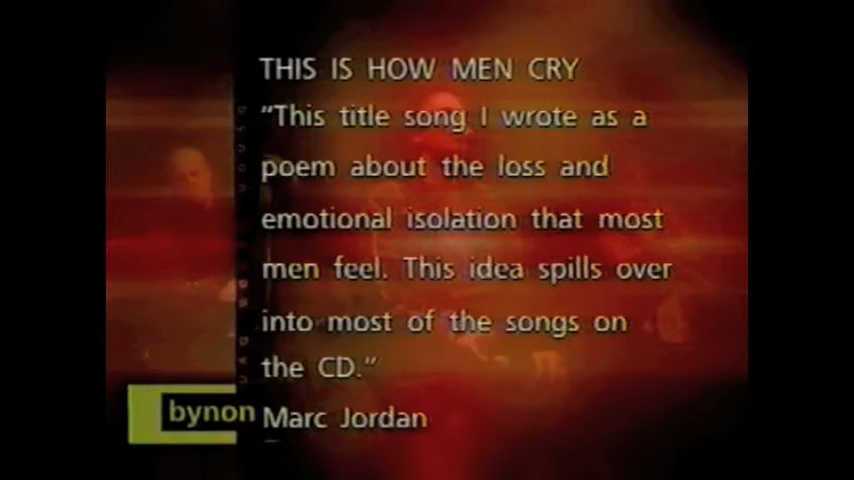 THIS IS HOW MEN CRY
"This title song I wrote as a
poem about the loss and
emotional isolation that most
men feel. This idea spills over
into most of the songs on
the CD."
bynon
Marc Jordan